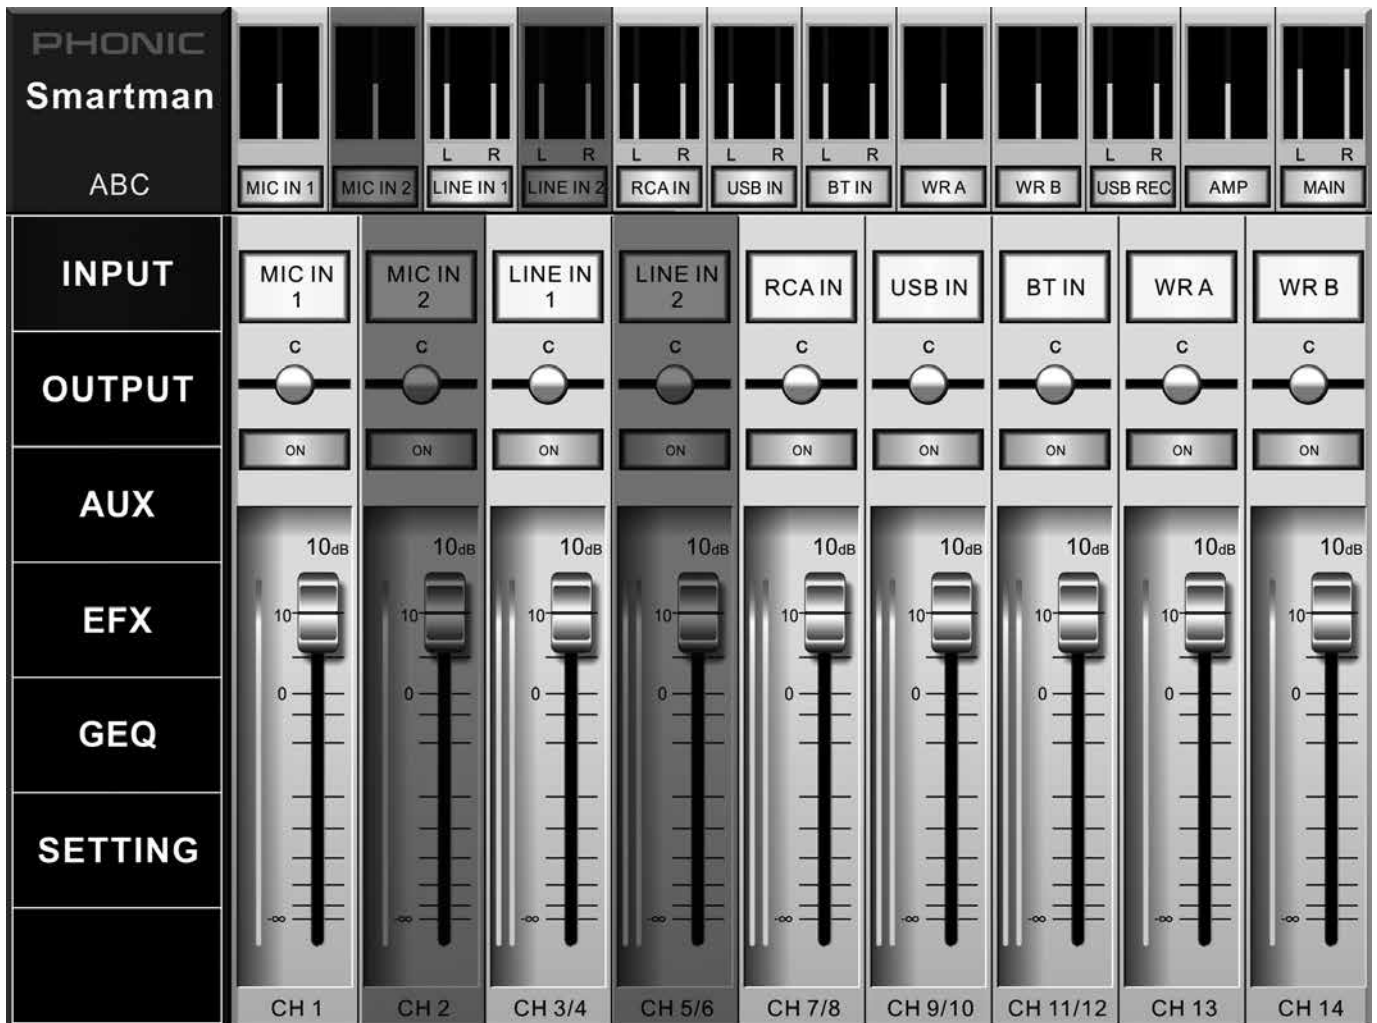 PHONIC
Smartman
ABC
L R L R L R L R L R L R L R
MIC IN 1 MIC IN 2 LINE IN 1 LINE IN 2 RCA IN USB IN BT IN WR A WR B USB REC AMP MAIN
INPUT
OUTPUT
AUX
EFX
GEQ
SETTING
MIC IN
1
MIC IN
2
LINE IN
1
LINE IN
2
RCA IN
USB IN
BT IN
WR A
WR B
C C C C C C C C C
ON ON ON ON ON ON ON ON ON
10dB 10dB 10dB 10dB 10dB 10dB 10dB 10dB 10dB
10 10 10 10 10 10 10 10 10
0 0 0 0 0 0 0 0 0
-∞ -∞ -∞ -∞ -∞ -∞ -∞ -∞ -∞
CH 1 CH 2 CH 3/4 CH 5/6 CH 7/8 CH 9/10 CH 11/12 CH 13 CH 14